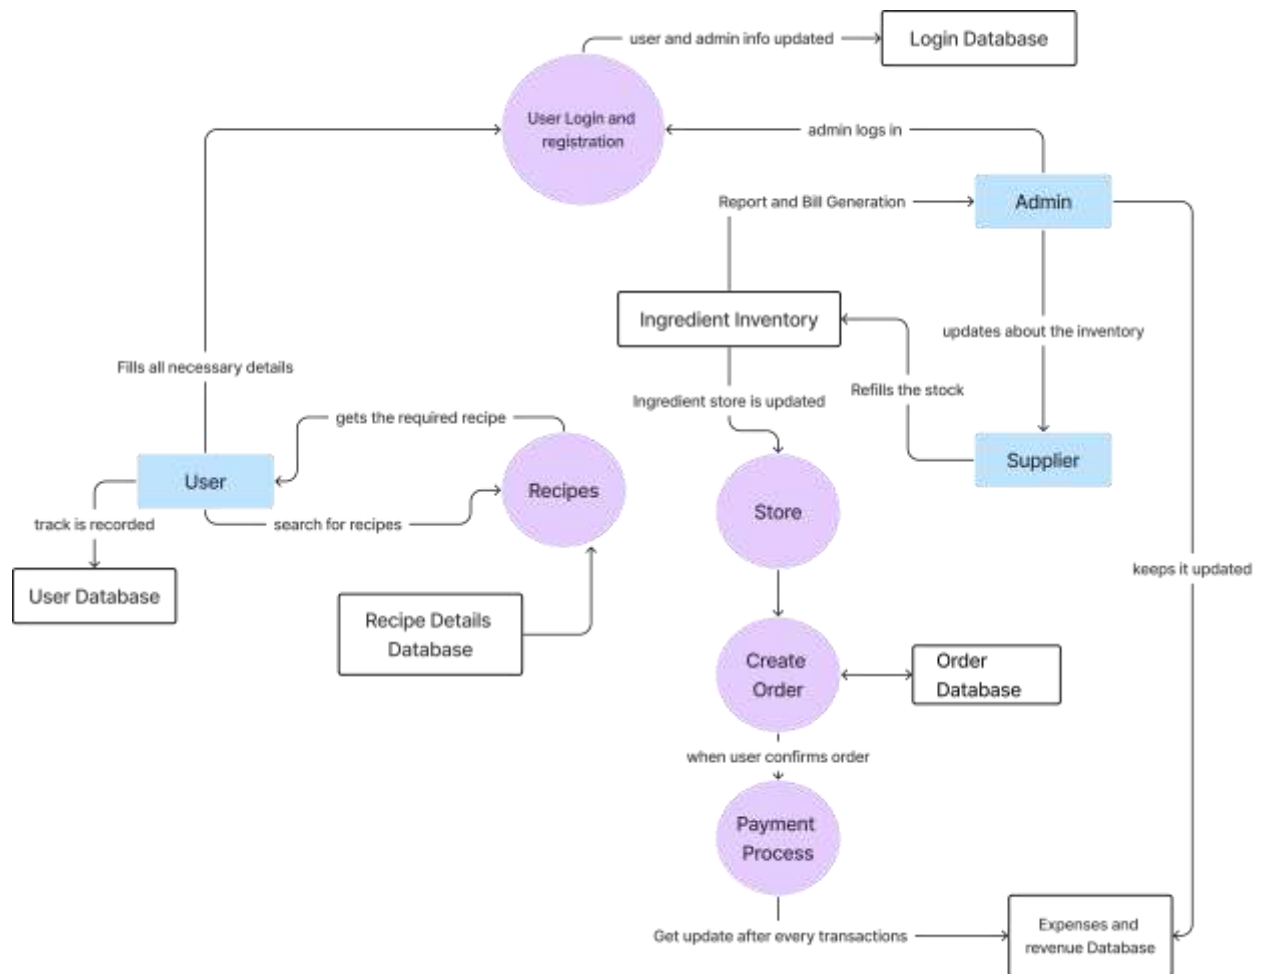 user and admin info updated
Login Database
User Login and
registration
admin logs in
Report and Bill Generation
Admin
Ingredient Inventory
updates about the inventory
Fills all necessary details
Refills the stock
Ingredient store is updated
gets the required recipe
Supplier
User
Recipes
Store
track is recorded
search for recipes
keeps it updated
User Database
Recipe Details
Database
Create
Order
Order
Database
when user confirms order
Payment
Process
Get update after every transactions
Expenses and
revenue Database